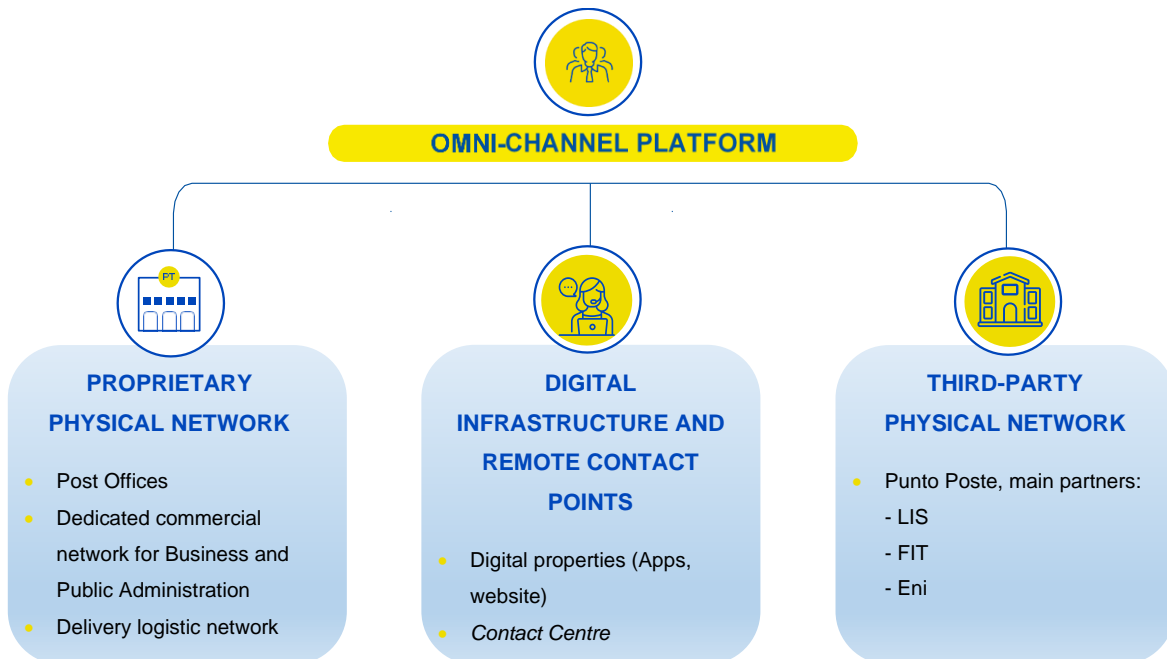 OMNI-CHANNEL PLATFORM
PT
PROPRIETARY
PHYSICAL NETWORK
• Post Offices
• Dedicated commercial
network for Business and
Public Administration
• Delivery logistic network
DIGITAL
INFRASTRUCTURE AND
REMOTE CONTACT
POINTS
• Digital properties (Apps,
website)
• Contact Centre
THIRD-PARTY
PHYSICAL NETWORK
• Punto Poste, main partners:
- LIS
- FIT
- Eni